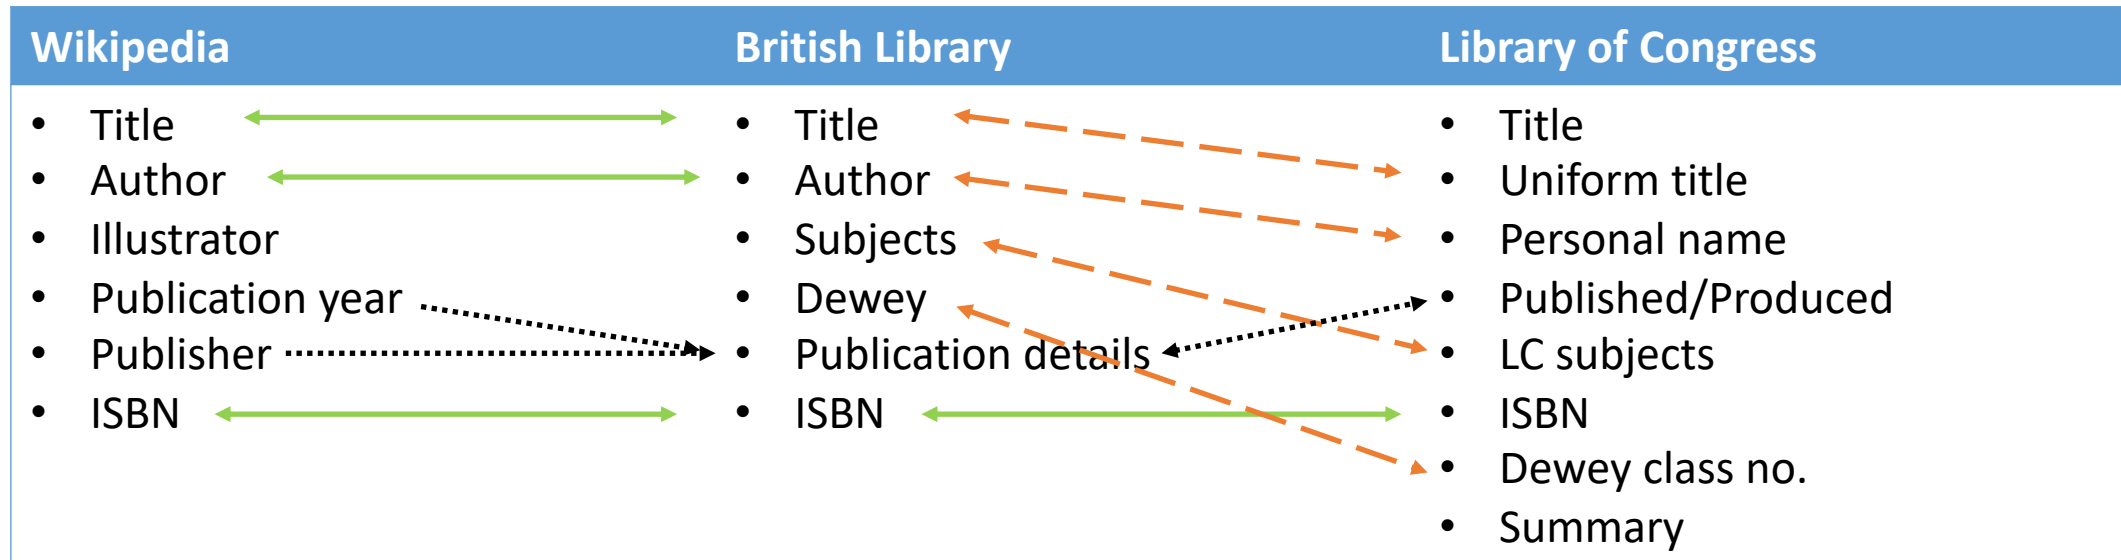 Wikipedia British Library Library of Congress
• Title • Title • Title
• Author • Author • Uniform title
• Illustrator • Subjects • Personal name
• Publication year • Dewey • Published/Produced
• Publisher • Publication details • LC subjects
• ISBN • ISBN • ISBN
• Dewey class no.
• Summary